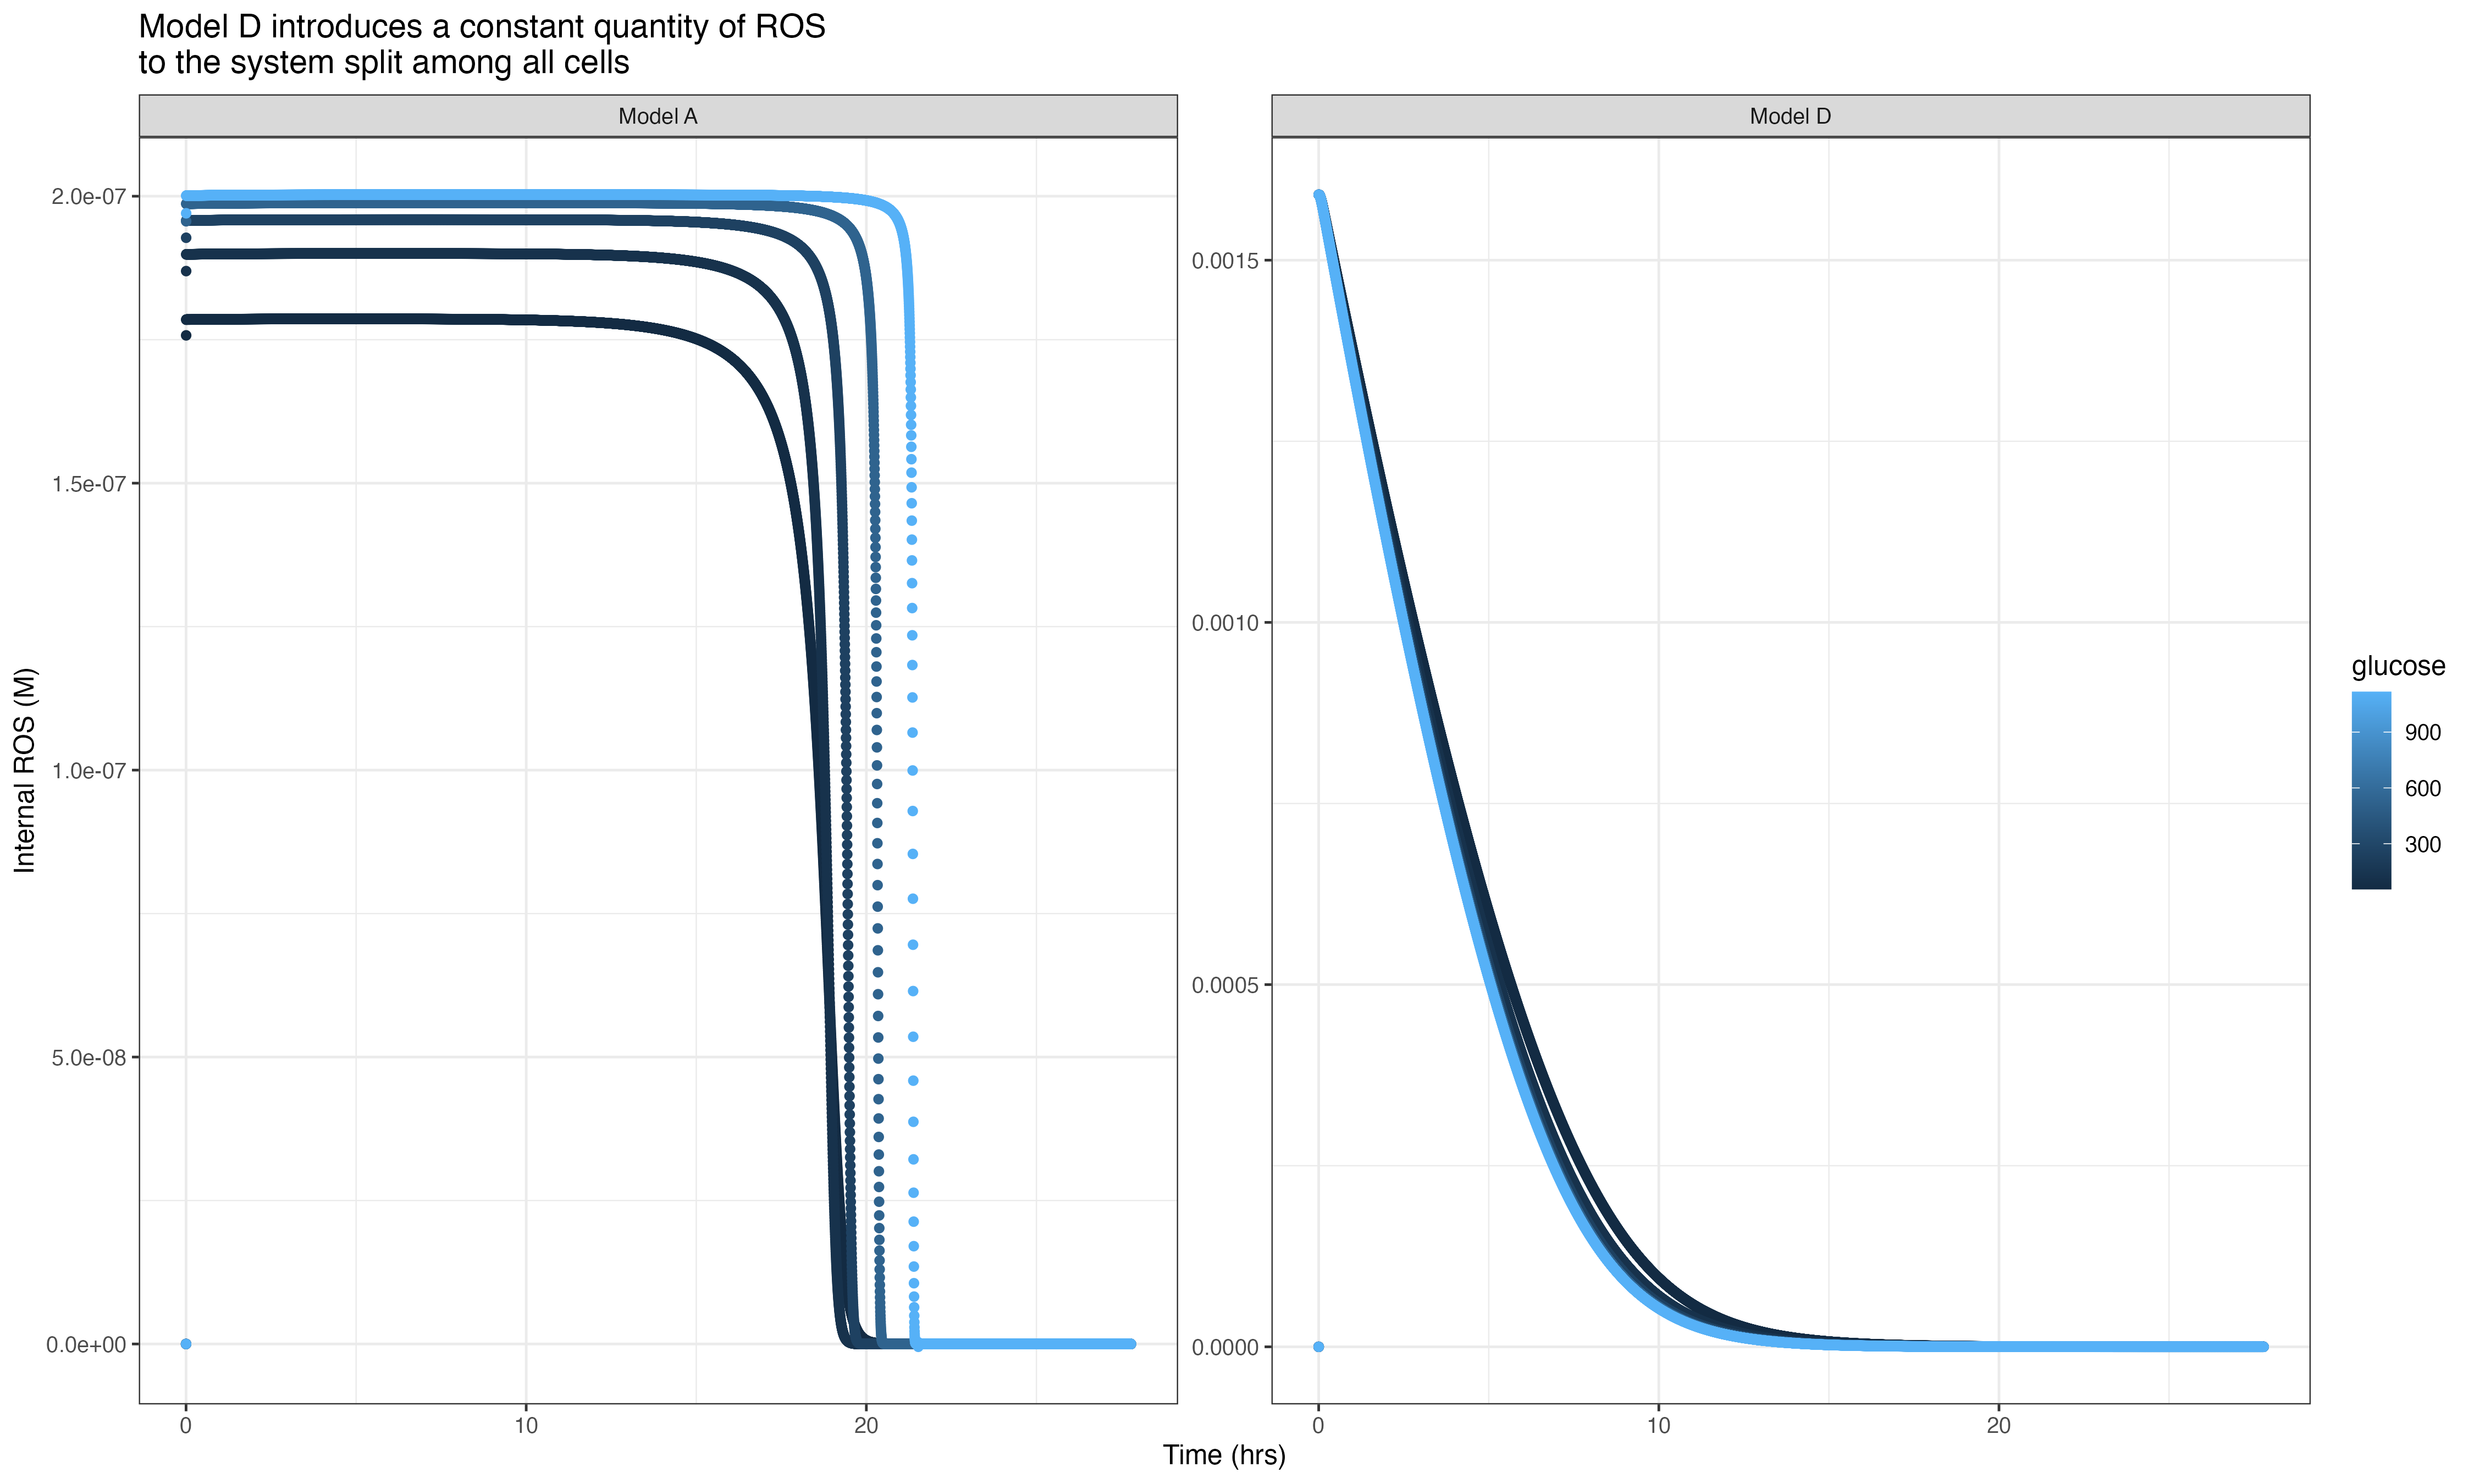 Model D introduces a constant quantity of ROS
to the system split among all cells
Model A
Model D
Internal ROS (M)
2.0e-07
1.5e-07
1.0e-07
5.0e-08
0.0e+00
0.0015
0.0010
0.0005
0.0000
0 10 20
0 10 20
Time (hrs)
glucose
900
600
300